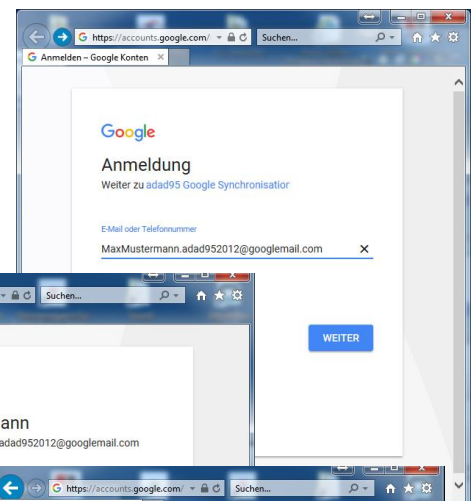 https://accounts.google.com/
Suchen...
Anmelden – Google Konten
Google
Anmeldung
Weiter zu adad95 Google Synchronisation
E-Mail oder Telefonnummer
MaxMustermann.adad952012@googlemail.com
WEITER
Suchen...
ann
adad952012@googlemail.com
https://accounts.google.com/
Suchen...